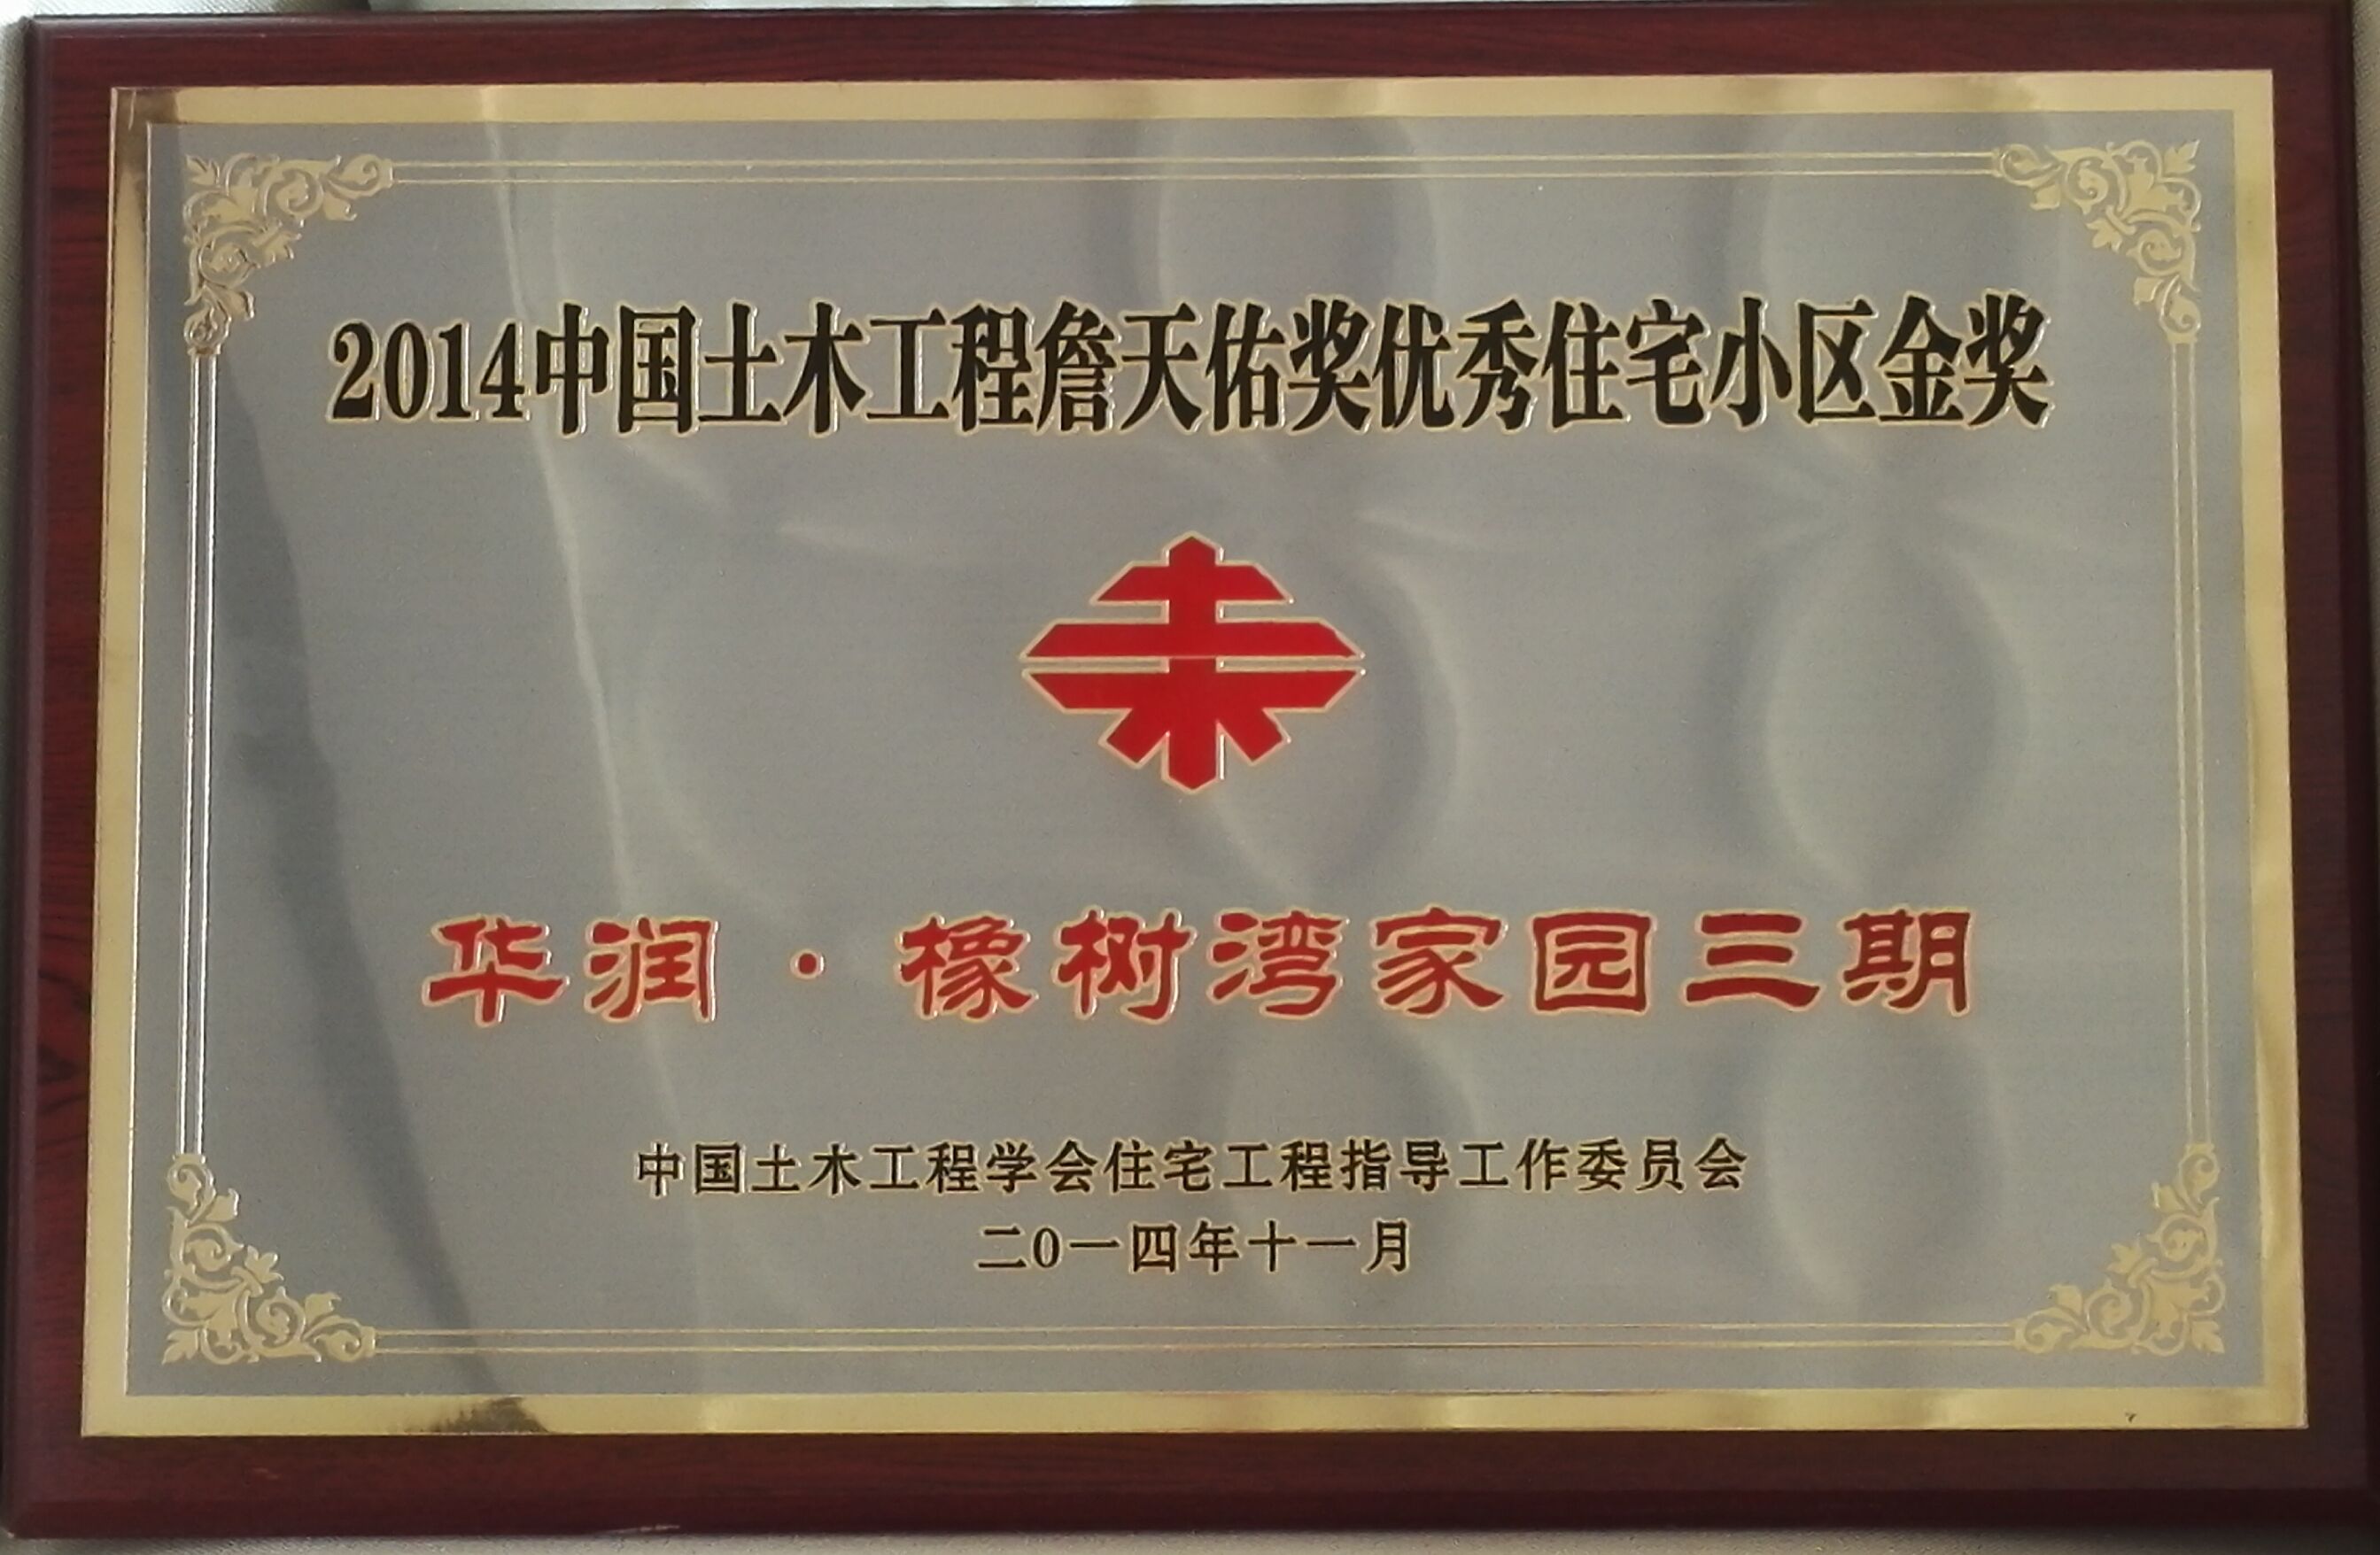 2014中国土木工程詹天佑奖优秀住宅小区金奖
华润·橡树湾家园三期
中国土木工程学会住宅工程指导工作委员会
二0一四年十一月